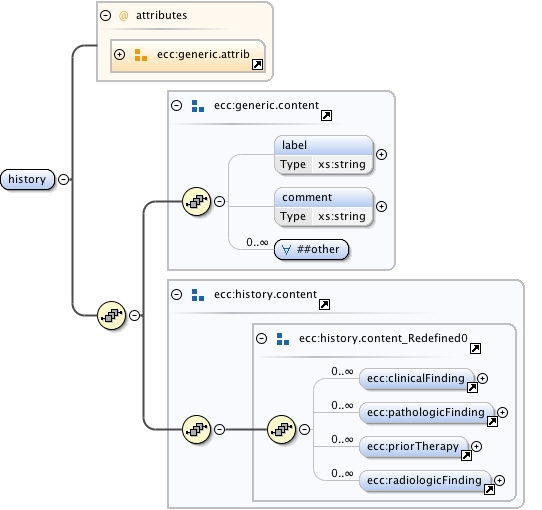 @ attributes
ecc:generic.attrib
ecc:generic.content
label
Type xs:string
history
comment
Type xs:string
0..∞
∀ ##other
ecc:history.content
ecc:history.content_Redefined0
0..∞
ecc:clinicalFinding
0..∞
ecc:pathologicFinding
0..∞
ecc:priorTherapy
0..∞
ecc:radiologicFinding